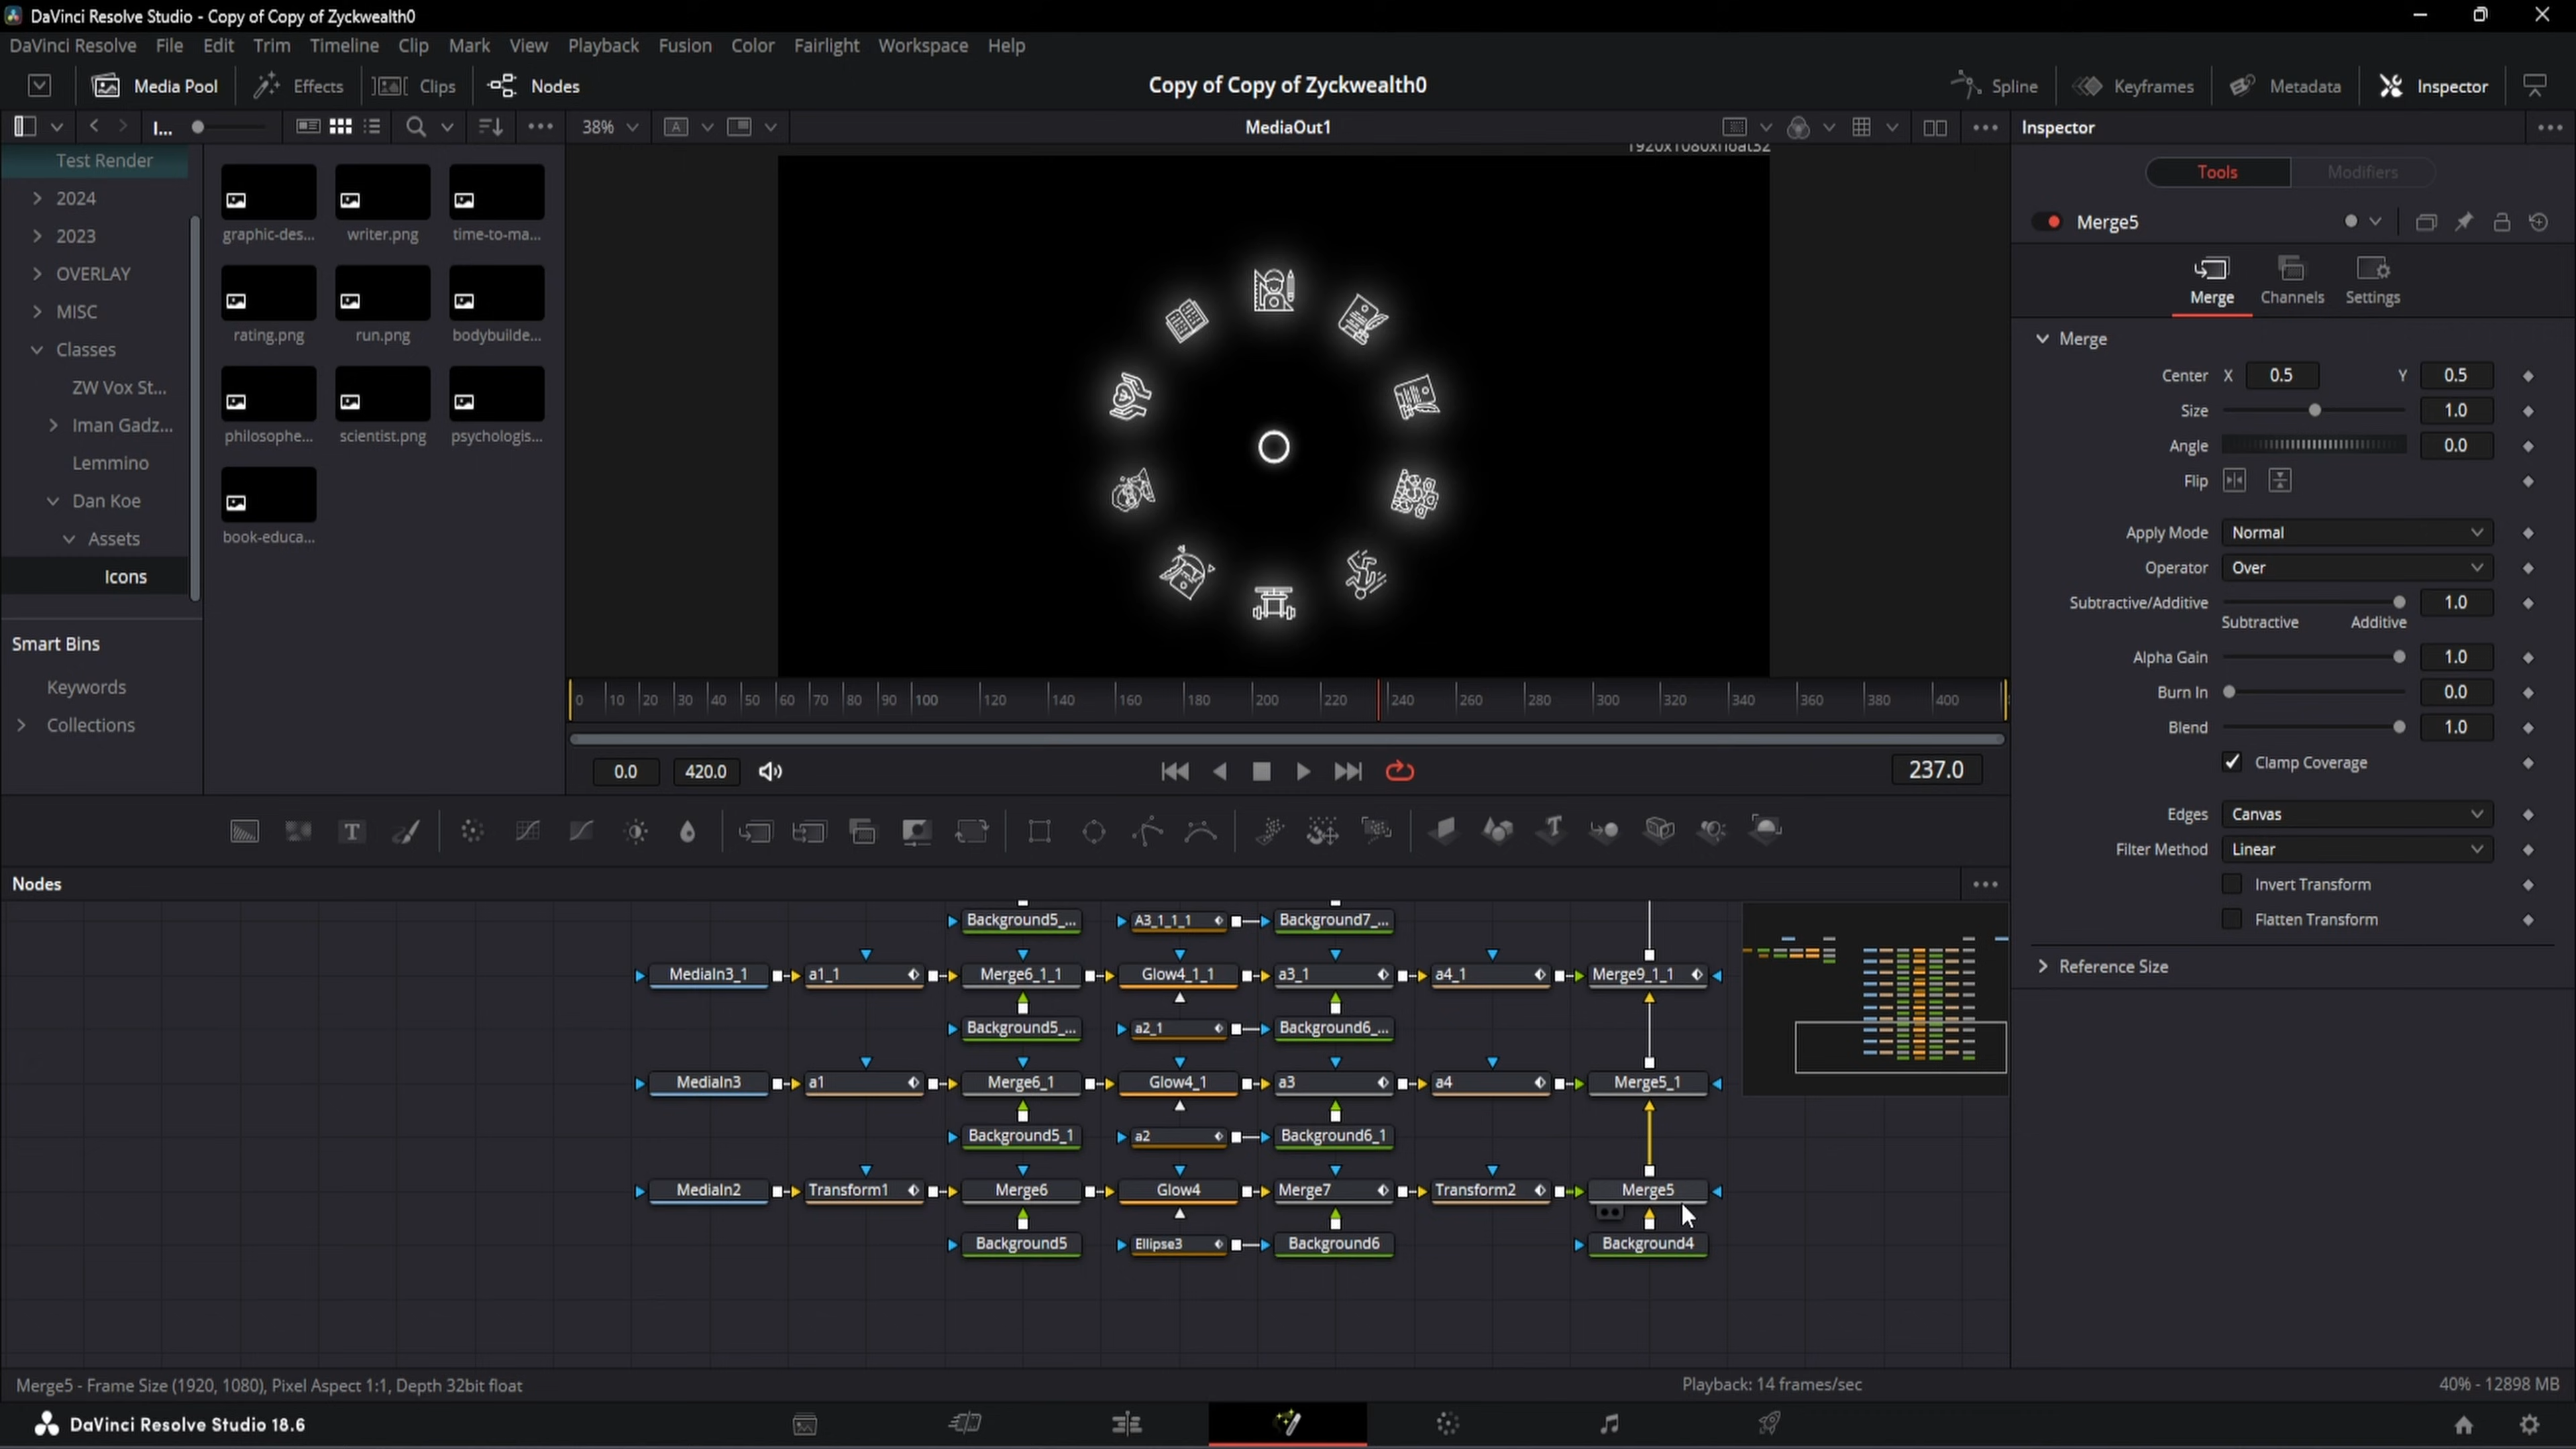 DaVinci Resolve Studio - Copy of Copy of Zyckwealth0
DaVinci Resolve File Edit Trim Timeline Clip Mark View Playback Fusion Color Fairlight Workspace Help
Media Pool Effects Clips Nodes Copy of Copy of Zyckwealth0 Spline Keyframes Metadata Inspector
I... 38% A MediaOut1 Inspector
1920x1080xfloat32
Test Render
2024
2023
OVERLAY
MISC
Classes
ZW Vox St...
Iman Gadz...
Lemmino
Dan Koe
Assets
Icons
Smart Bins
Keywords
Collections
graphic-des... writer.png time-to-ma...
rating.png run.png bodybuilde...
philosophe... scientist.png psychologis...
book-educa...
0 10 20 30 40 50 60 70 80 90 100 120 140 160 180 200 220 240 260 280 300 320 340 360 380 400
0.0 420.0 237.0
Tools Modifiers
Merge5
Merge Channels Settings
Merge
Center X 0.5 Y 0.5
Size 1.0
Angle 0.0
Flip
Apply Mode Normal
Operator Over
Subtractive/Additive 1.0
Subtractive Additive
Alpha Gain 1.0
Burn In 0.0
Blend 1.0
Clamp Coverage
Edges Canvas
Filter Method Linear
Invert Transform
Flatten Transform
Reference Size
T T
Nodes
Background5_... A3_1_1_1 Background7_...
MediaIn3_1 a1_1 Merge6_1_1 Glow4_1_1 a3_1 a4_1 Merge9_1_1
Background5_... a2_1 Background6_...
MediaIn3 a1 Merge6_1 Glow4_1 a3 a4 Merge5_1
Background5_1 a2 Background6_1
MediaIn2 Transform1 Merge6 Glow4 Merge7 Transform2 Merge5
Background5 Ellipse3 Background6 Background4
Merge5 - Frame Size (1920, 1080), Pixel Aspect 1:1, Depth 32bit float Playback: 14 frames/sec 40% - 12898 MB
DaVinci Resolve Studio 18.6